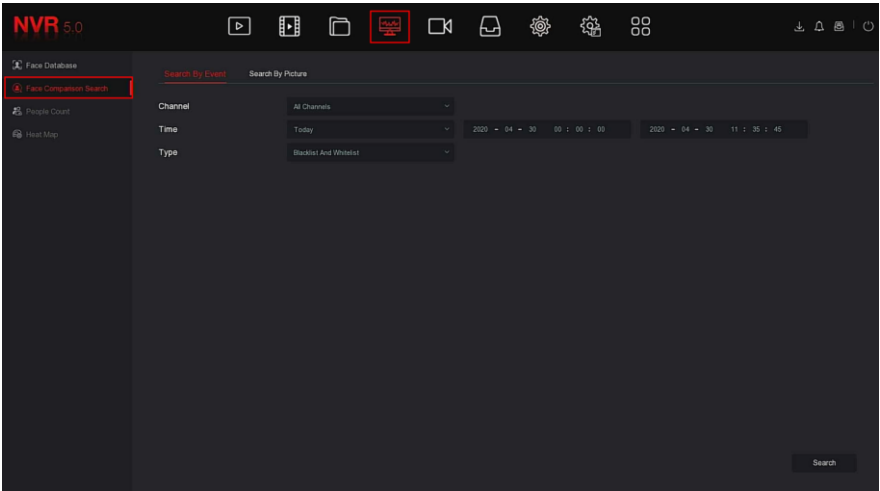 NVR 5.0
Face Database
Face Comparison Search
People Count
Heat Map
Search By Event Search By Picture
Channel All Channels
Time Today 2020 - 04 - 30 00 : 00 : 00 2020 - 04 - 30 11 : 35 : 45
Type Blacklist And Whitelist
Search